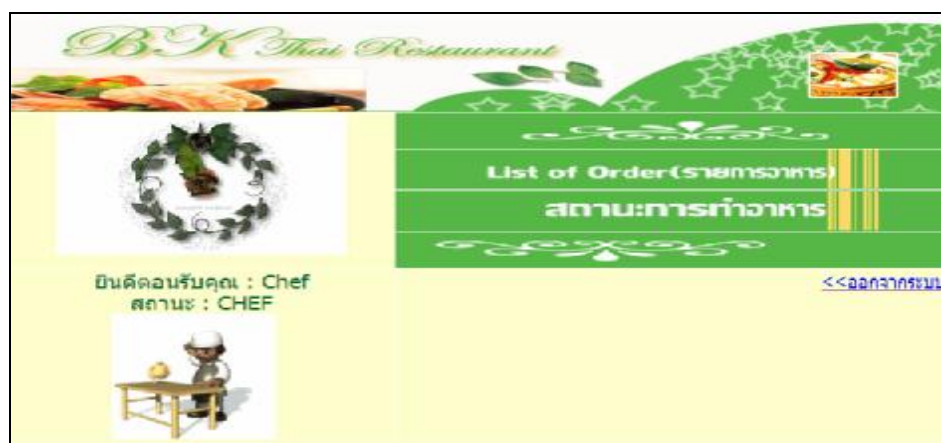 BK Thai Restaurant
List of Order(รายการอาหาร)
สถานะการทำอาหาร
ยินดีตอนรับคุณ : Chef
สถานะ : CHEF
<<ออกจากระบบ